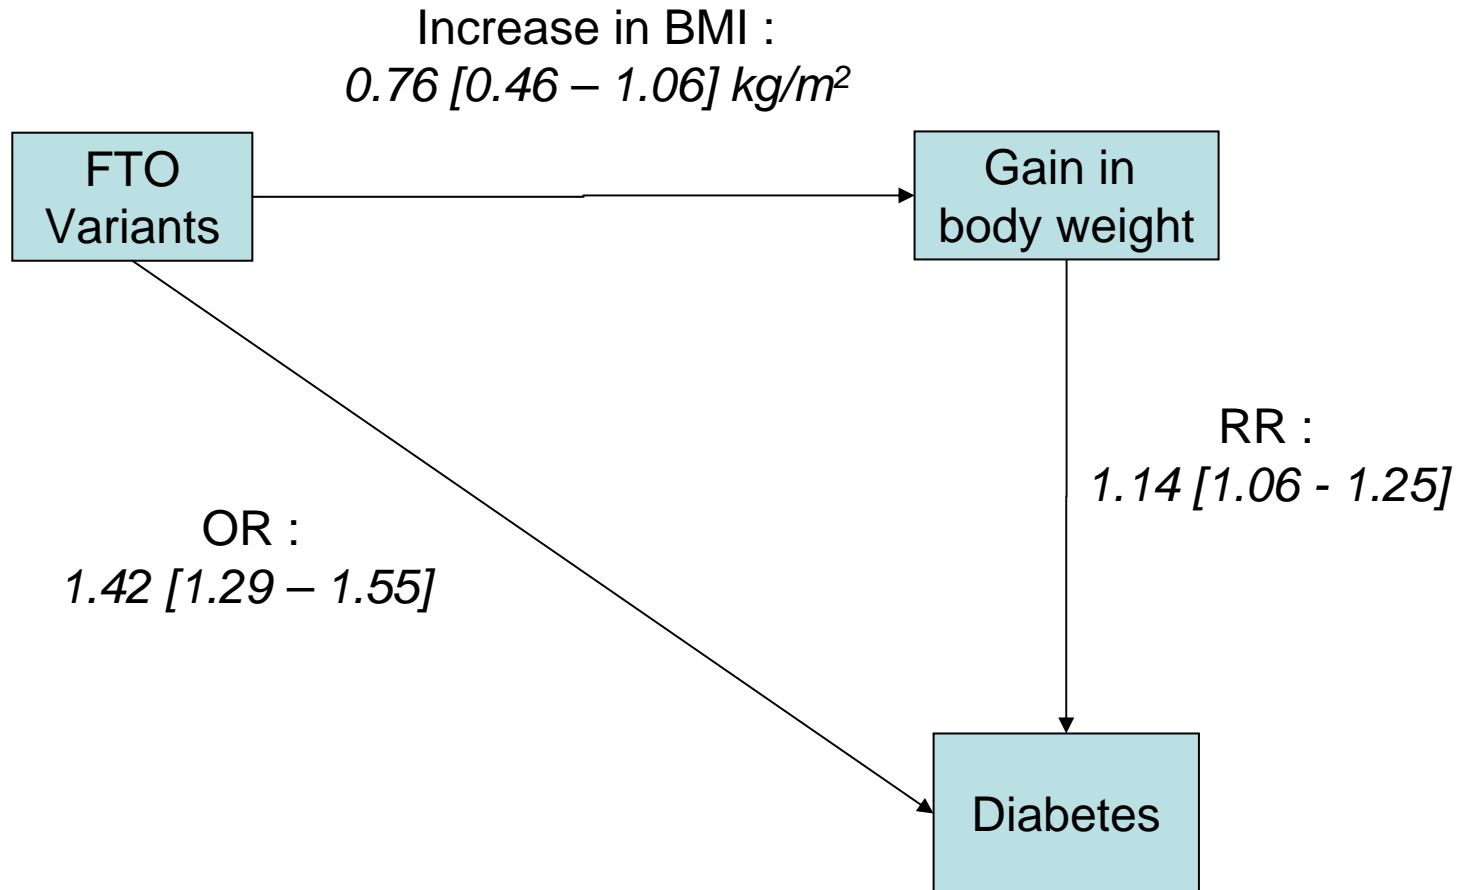 Increase in BMI :
0.76 [0.46 – 1.06] kg/m²
FTO
Variants
Gain in
body weight
RR :
1.14 [1.06 - 1.25]
OR :
1.42 [1.29 – 1.55]
Diabetes